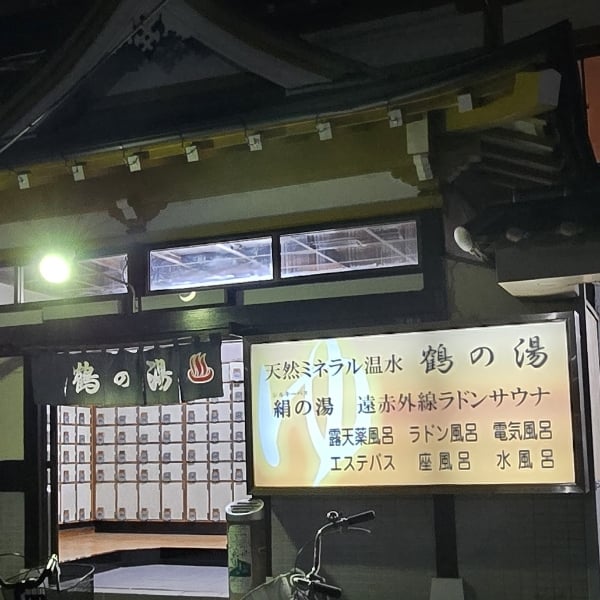 鶴の湯
天然ミネラル温水 鶴の湯
シルキーバス
絹の湯 遠赤外線ラドンサウナ
露天薬風呂 ラドン風呂 電気風呂
エステバス 座風呂 水風呂